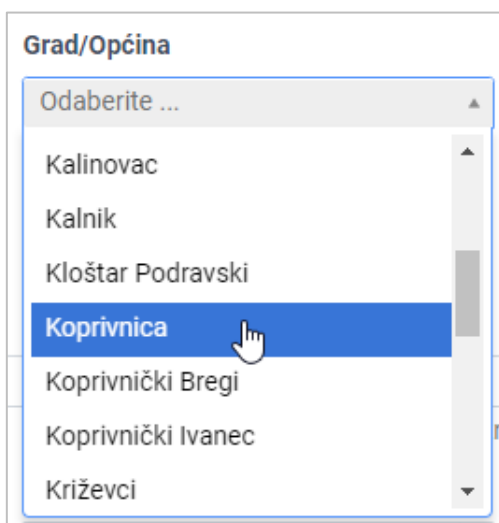 Grad/Općina
Odaberite ...
Kalinovac
Kalnik
Kloštar Podravski
Koprivnica
Koprivnički Bregi
Koprivnički Ivanec
Križevci